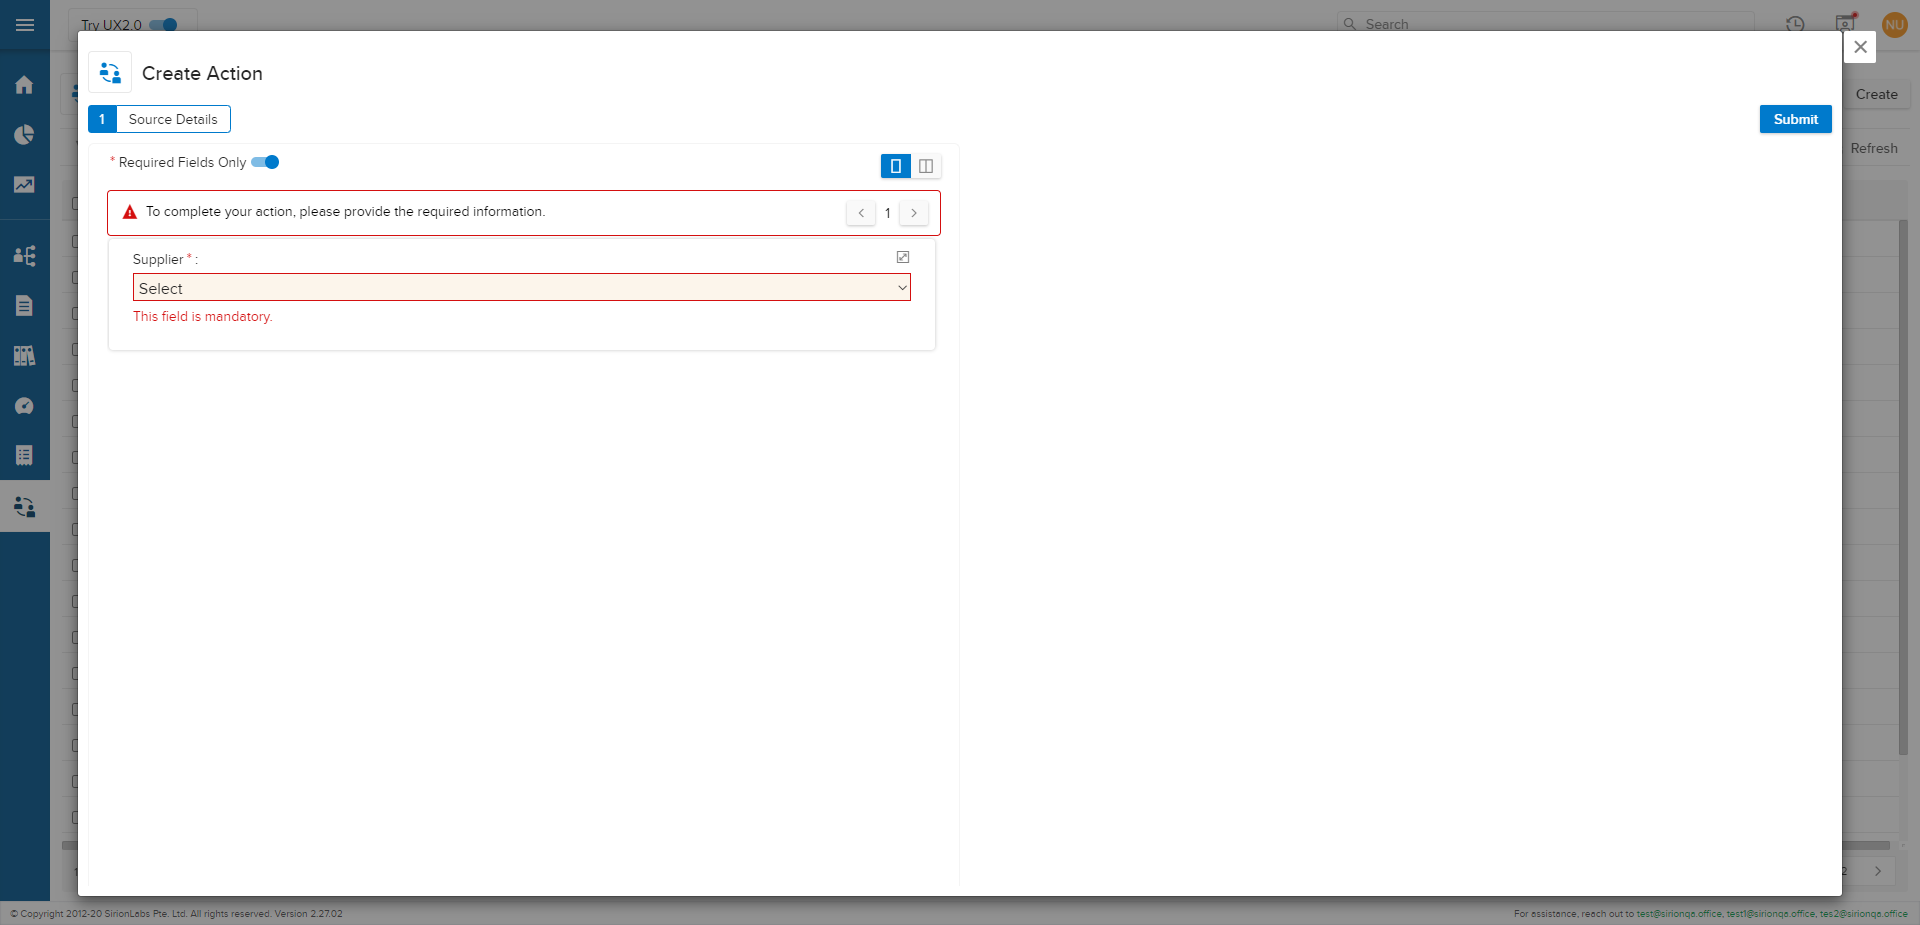 Try UX2.0
Search
NU
Create Action
Create
1 Source Details
Submit
Refresh
* Required Fields Only
To complete your action, please provide the required information.
1
Supplier * :
Select
This field is mandatory.
2
© Copyright 2012-20 SirionLabs Pte. Ltd. All rights reserved. Version 2.27.02
For assistance, reach out to test@sirionqa.office, test1@sirionqa.office, tes2@sirionqa.office